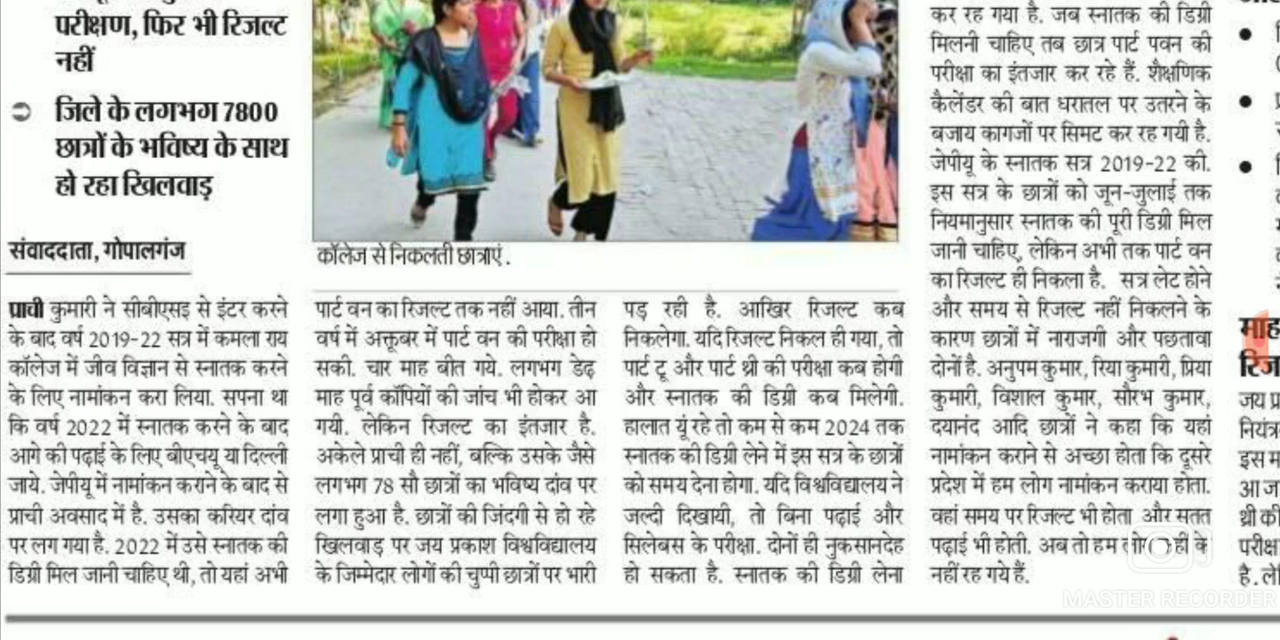 परीक्षण, फिर भी रिजल्ट
नहीं
जिले के लगभग 7800
छात्रों के भविष्य के साथ
हो रहा खिलवाड़
संवाददाता, गोपालगंज
प्राची कुमारी ने सीबीएसइ से इंटर करने
के बाद वर्ष 2019-22 सत्र में कमला राय
कॉलेज में जीव विज्ञान से स्नातक करने
के लिए नामांकन करा लिया. सपना था
कि वर्ष 2022 में स्नातक करने के बाद
आगे की पढ़ाई के लिए बीएचयू या दिल्ली
जाये. जेपीयू में नामांकन कराने के बाद से
प्राची अवसाद में है. उसका करियर दांव
पर लग गया है. 2022 में उसे स्नातक की
डिग्री मिल जानी चाहिए थी, तो यहां अभी
कॉलेज से निकलती छात्राएं .
पार्ट वन का रिजल्ट तक नहीं आया. तीन
वर्ष में अक्तूबर में पार्ट वन की परीक्षा हो
सकी. चार माह बीत गये. लगभग डेढ़
माह पूर्व कॉपियों की जांच भी होकर आ
गयी. लेकिन रिजल्ट का इंतजार है.
अकेले प्राची ही नहीं, बल्कि उसके जैसे
लगभग 78 सौ छात्रों का भविष्य दांव पर
लगा हुआ है. छात्रों की जिंदगी से हो रहे
खिलवाड़ पर जय प्रकाश विश्वविद्यालय
के जिम्मेदार लोगों की चुप्पी छात्रों पर भारी
पड़ रही है. आखिर रिजल्ट कब
निकलेगा. यदि रिजल्ट निकल ही गया, तो
पार्ट टू और पार्ट थ्री की परीक्षा कब होगी
और स्नातक की डिग्री कब मिलेगी.
हालात यूं रहे तो कम से कम 2024 तक
स्नातक की डिग्री लेने में इस सत्र के छात्रों
को समय देना होगा. यदि विश्वविद्यालय ने
जल्दी दिखायी, तो बिना पढ़ाई और
सिलेबस के परीक्षा. दोनों ही नुकसानदेह
हो सकता है. स्नातक की डिग्री लेना
कर रह गया है. जब स्नातक की डिग्री
मिलनी चाहिए तब छात्र पार्ट पवन की
परीक्षा का इंतजार कर रहे हैं. शैक्षणिक
कैलेंडर की बात धरातल पर उतरने के
बजाय कागजों पर सिमट कर रह गयी है.
जेपीयू के स्नातक सत्र 2019-22 की.
इस सत्र के छात्रों को जून-जुलाई तक
नियमानुसार स्नातक की पूरी डिग्री मिल
जानी चाहिए, लेकिन अभी तक पार्ट वन
का रिजल्ट ही निकला है. सत्र लेट होने
और समय से रिजल्ट नहीं निकलने के
कारण छात्रों में नाराजगी और पछतावा
दोनों है. अनुपम कुमार, रिया कुमारी, प्रिया
कुमारी, विशाल कुमार, सौरभ कुमार,
दयानंद आदि छात्रों ने कहा कि यहां
नामांकन कराने से अच्छा होता कि दूसरे
प्रदेश में हम लोग नामांकन कराया होता.
वहां समय पर रिजल्ट भी होता और सतत
पढ़ाई भी होती. अब तो हम के
नहीं रह गये हैं.
जय
इस
परीक्षा
है.
MASTER RECORDER